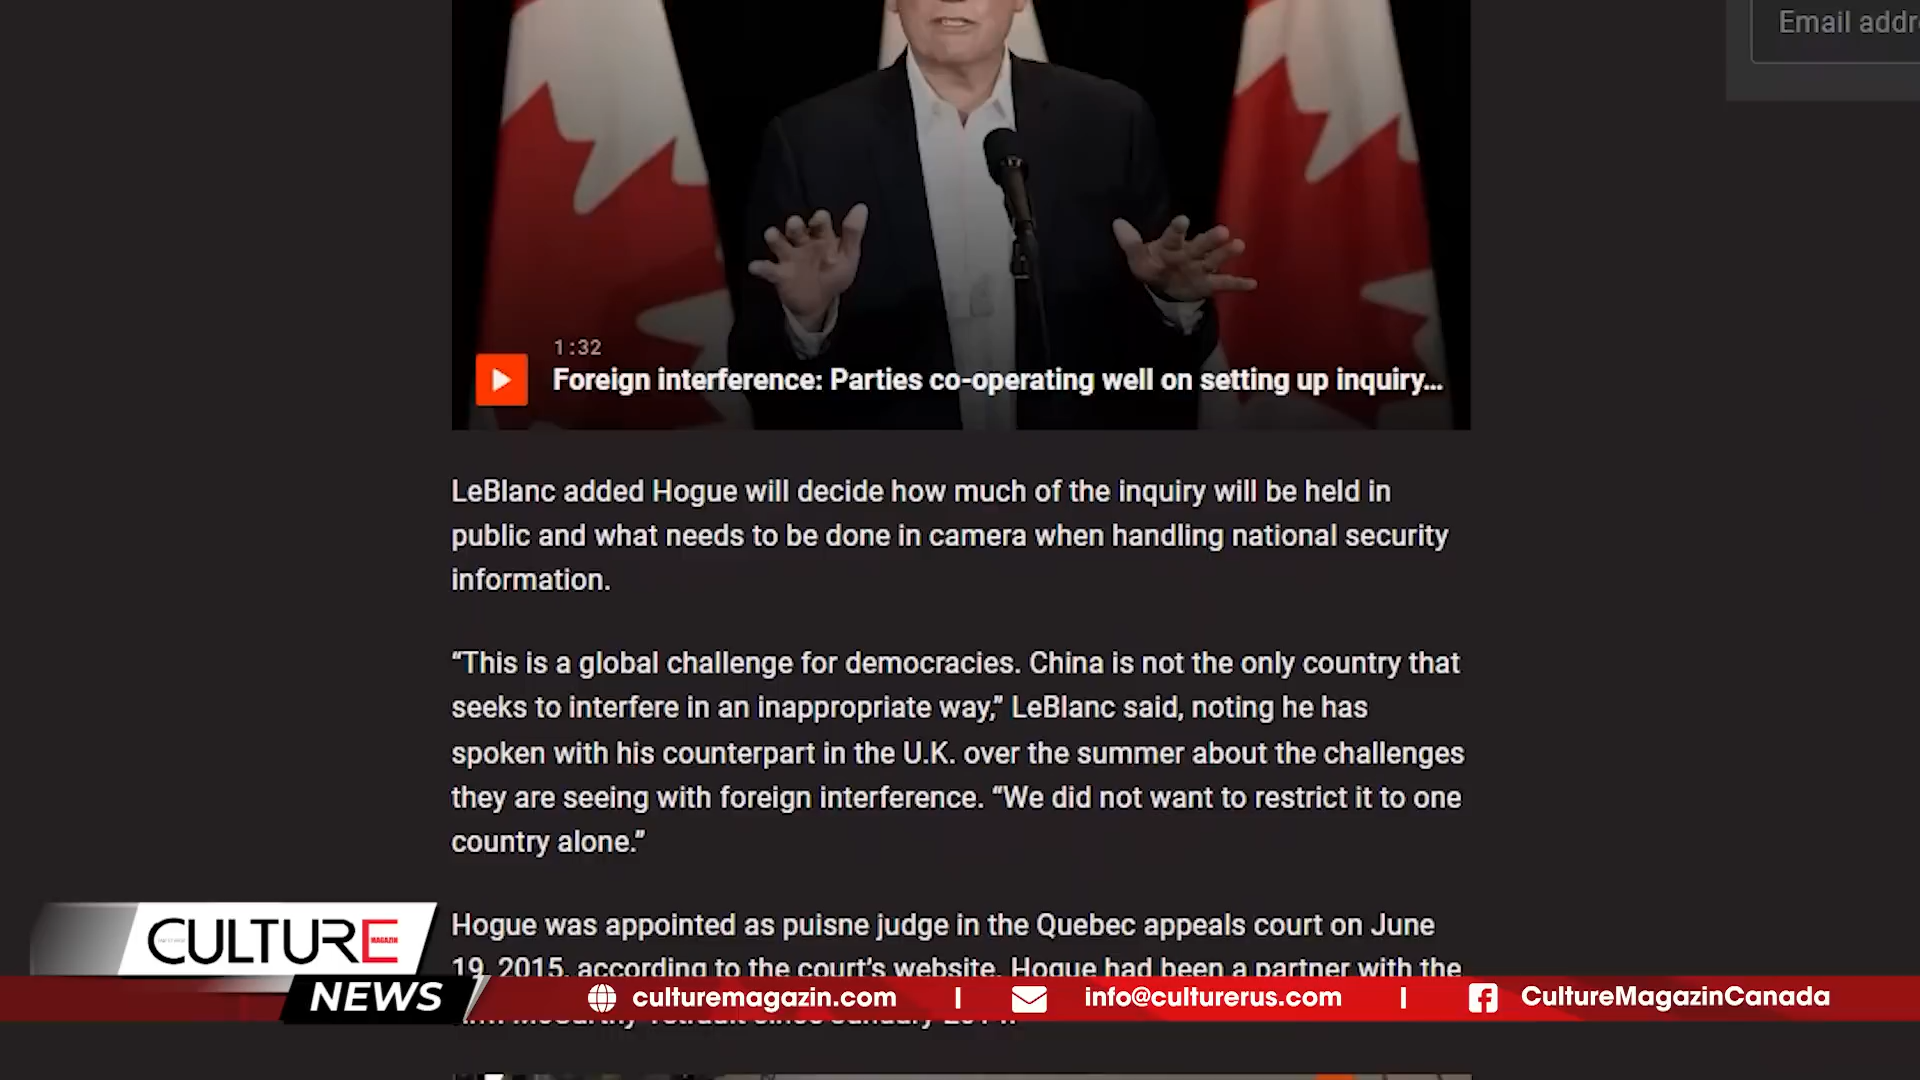 Email addr
1:32
Foreign interference: Parties co-operating well on setting up inquiry...
LeBlanc added Hogue will decide how much of the inquiry will be held in
public and what needs to be done in camera when handling national security
information.
“This is a global challenge for democracies. China is not the only country that
seeks to interfere in an inappropriate way,” LeBlanc said, noting he has
spoken with his counterpart in the U.K. over the summer about the challenges
they are seeing with foreign interference. “We did not want to restrict it to one
country alone.”
Hogue was appointed as puisne judge in the Quebec appeals court on June
19, 2015, according to the court’s website. Hogue had been a partner with the
CULTURE
MAGAZIN
NEWS
culturemagazin.com | info@culturerus.com | CultureMagazinCanada